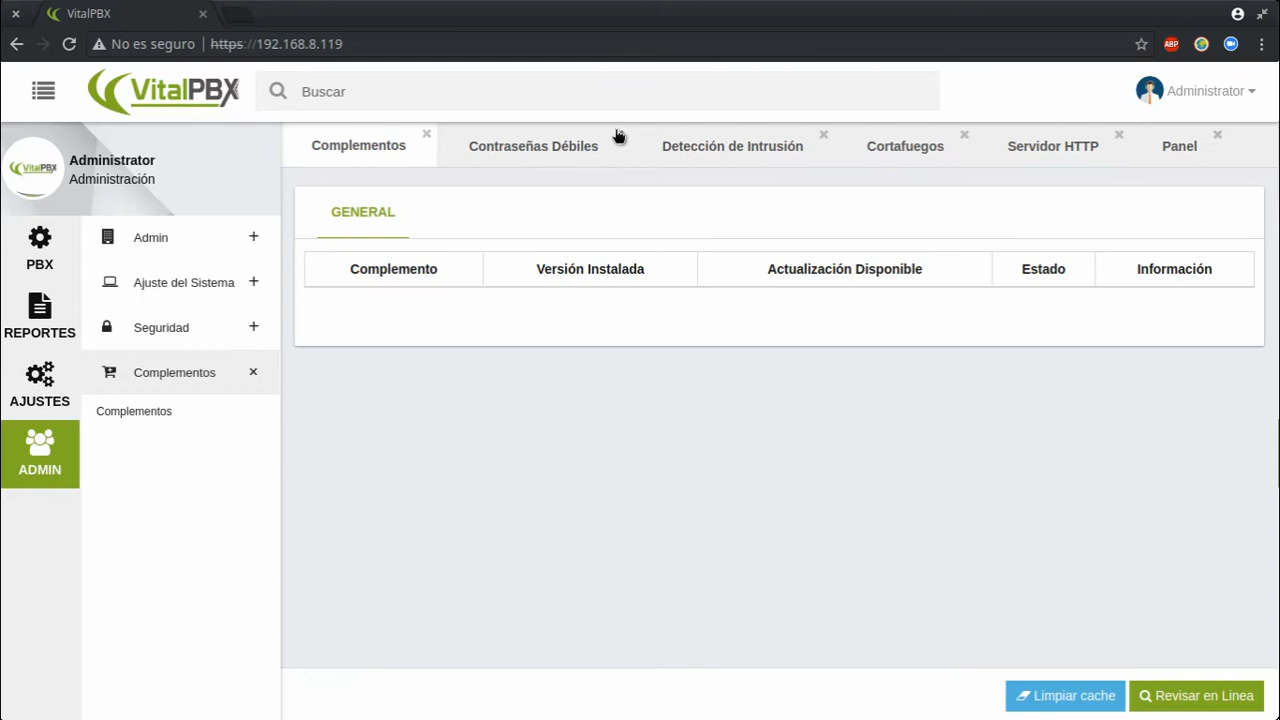 VitalPBX
No es seguro https://192.168.8.119
ABP
VitalPBX
Buscar
Administrator
VitalPBX
Administrator
Administración
Complementos
Contraseñas Débiles
Detección de Intrusión
Cortafuegos
Servidor HTTP
Panel
PBX
REPORTES
AJUSTES
ADMIN
Admin
Ajuste del Sistema
Seguridad
Complementos
Complementos
GENERAL
Complemento Versión Instalada Actualización Disponible Estado Información
Limpiar cache
Revisar en Linea